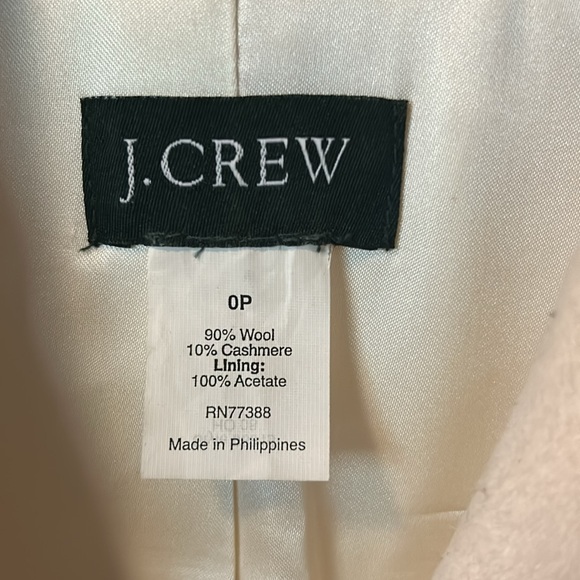 J.CREW
0P
90% Wool
10% Cashmere
Lining:
100% Acetate
RN77388
Made in Philippines